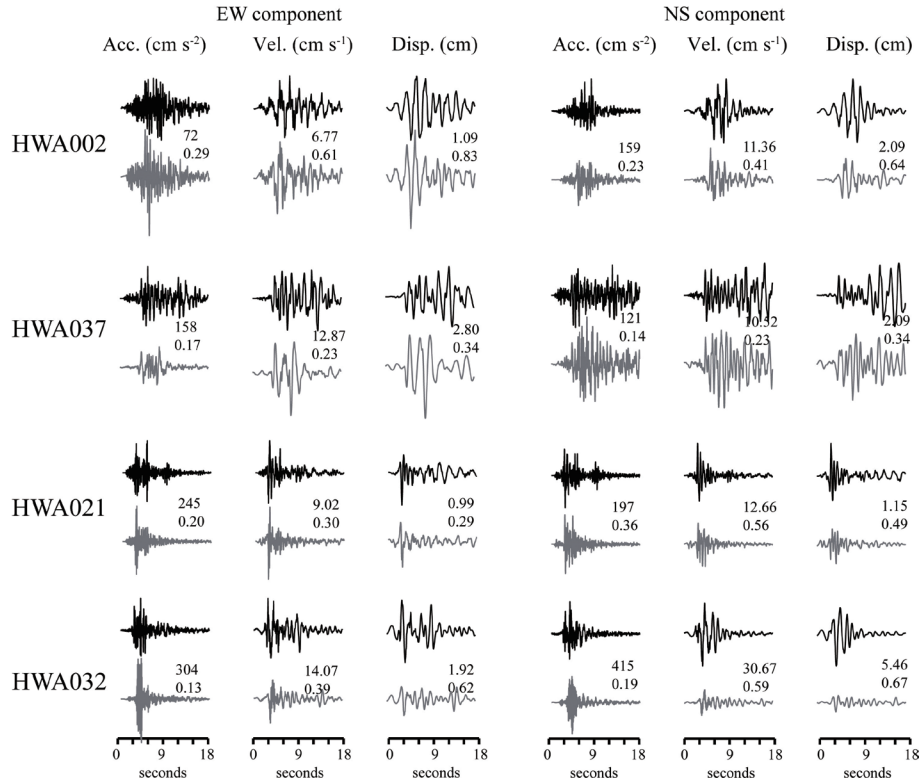 EW component NS component
Acc. (cm s-2) Vel. (cm s-1) Disp. (cm) Acc. (cm s-2) Vel. (cm s-1) Disp. (cm)
HWA002
72 6.77 1.09 159 11.36 2.09
0.29 0.61 0.83 0.23 0.41 0.64
HWA037
158 12.87 2.80 121 10.52 2.09
0.17 0.23 0.34 0.14 0.23 0.34
HWA021
245 9.02 0.99 197 12.66 1.15
0.20 0.30 0.29 0.36 0.56 0.49
HWA032
304 14.07 1.92 415 30.67 5.46
0.13 0.39 0.62 0.19 0.59 0.67
0 9 18 0 9 18 0 9 18 0 9 18 0 9 18 0 9 18
seconds seconds seconds seconds seconds seconds